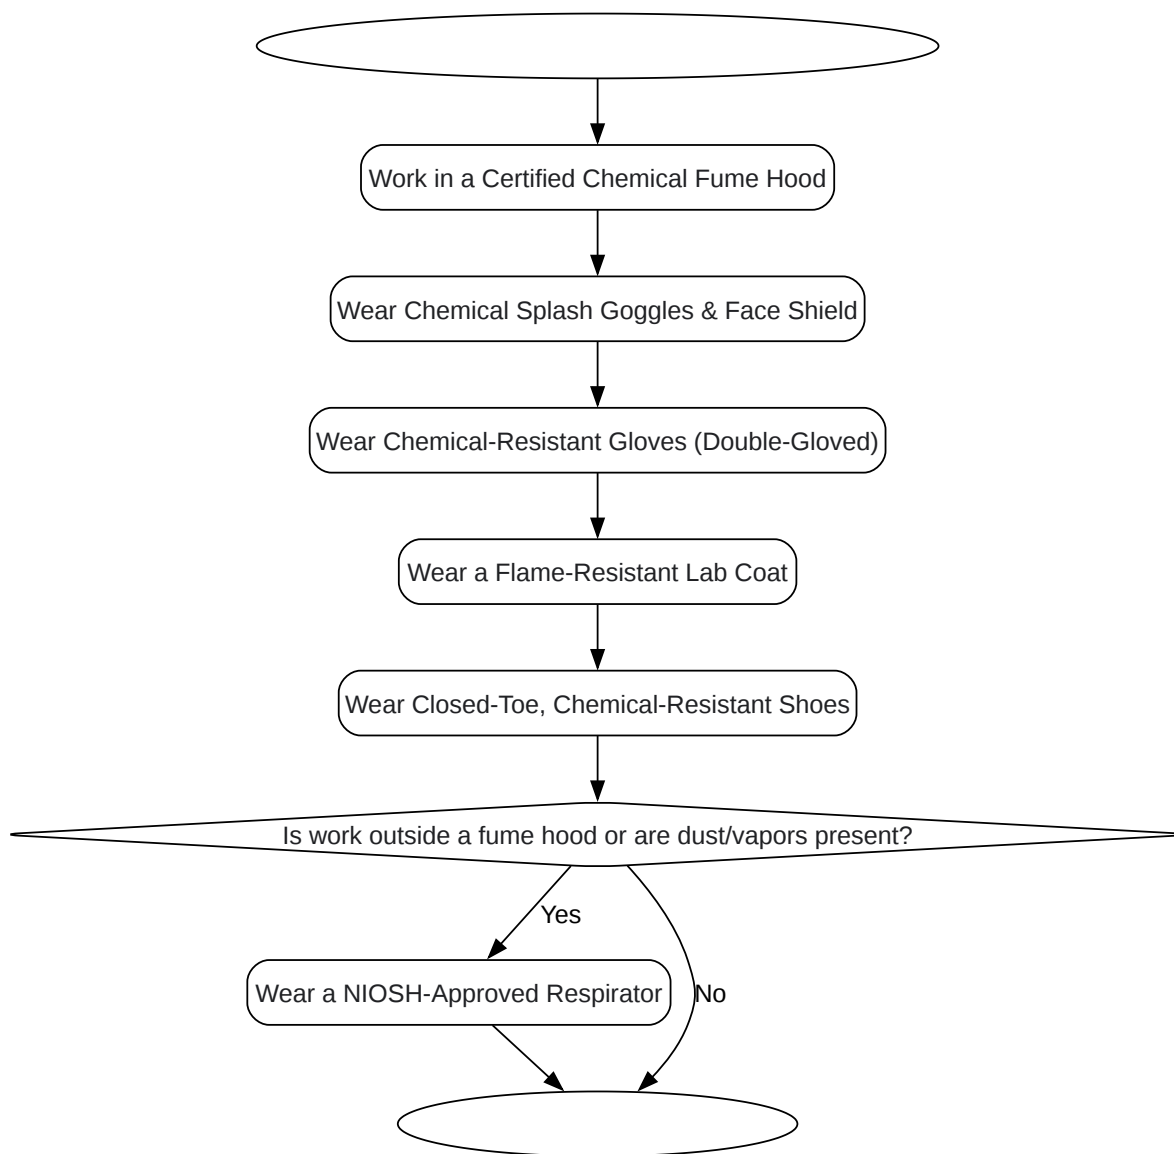 Work in a Certified Chemical Fume Hood
Wear Chemical Splash Goggles & Face Shield
Wear Chemical-Resistant Gloves (Double-Gloved)
Wear a Flame-Resistant Lab Coat
Wear Closed-Toe, Chemical-Resistant Shoes
Is work outside a fume hood or are dust/vapors present?
Yes
Wear a NIOSH-Approved Respirator
No